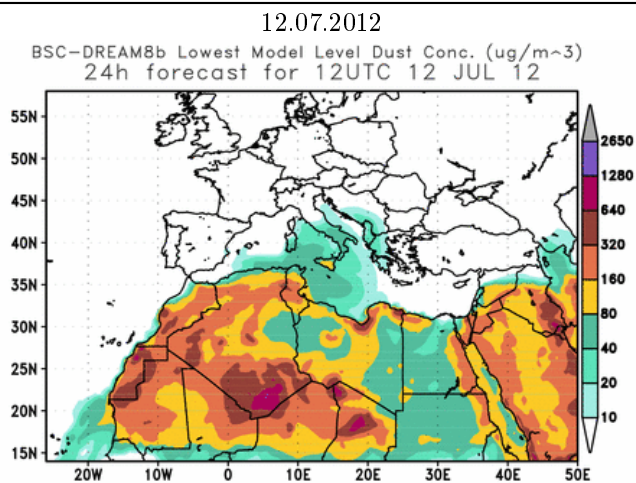 12.07.2012
BSC-DREAM8b Lowest Model Level Dust Conc. (ug/m^3)
24h forecast for 12UTC 12 JUL 12
55N
50N
45N
40N
35N
30N
25N
20N
15N
20W 10W 0 10E 20E 30E 40E 50E
2650
1280
640
320
160
80
40
20
10